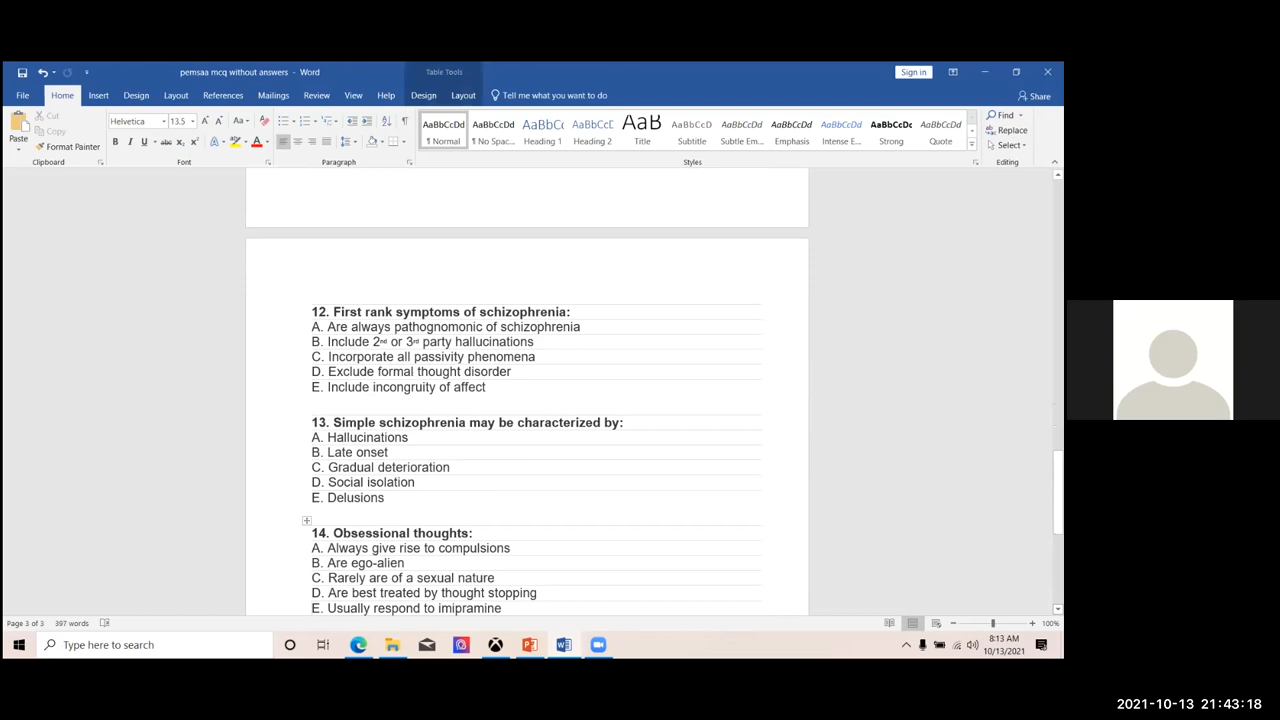 pemsaa mcq without answers - Word
Table Tools
Sign in
File Home Insert Design Layout References Mailings Review View Help Design Layout Tell me what you want to do Share
Paste
Cut
Copy
Format Painter
Clipboard
Helvetica 13.5
Font
Paragraph
AaBbCcDd AaBbCcDd AaBbCc AaBbCcD AaB AaBbCcD AaBbCcDd AaBbCcDd AaBbCcDd AaBbCcDc AaBbCcDd
¶ Normal ¶ No Spac... Heading 1 Heading 2 Title Subtitle Subtle Em... Emphasis Intense E... Strong Quote
Styles
Find
Replace
Select
Editing
12. First rank symptoms of schizophrenia:
A. Are always pathognomonic of schizophrenia
B. Include 2nd or 3rd party hallucinations
C. Incorporate all passivity phenomena
D. Exclude formal thought disorder
E. Include incongruity of affect
13. Simple schizophrenia may be characterized by:
A. Hallucinations
B. Late onset
C. Gradual deterioration
D. Social isolation
E. Delusions
14. Obsessional thoughts:
A. Always give rise to compulsions
B. Are ego-alien
C. Rarely are of a sexual nature
D. Are best treated by thought stopping
E. Usually respond to imipramine
Page 3 of 3 397 words 100%
Type here to search
8:13 AM
10/13/2021
2021-10-13 21:43:18